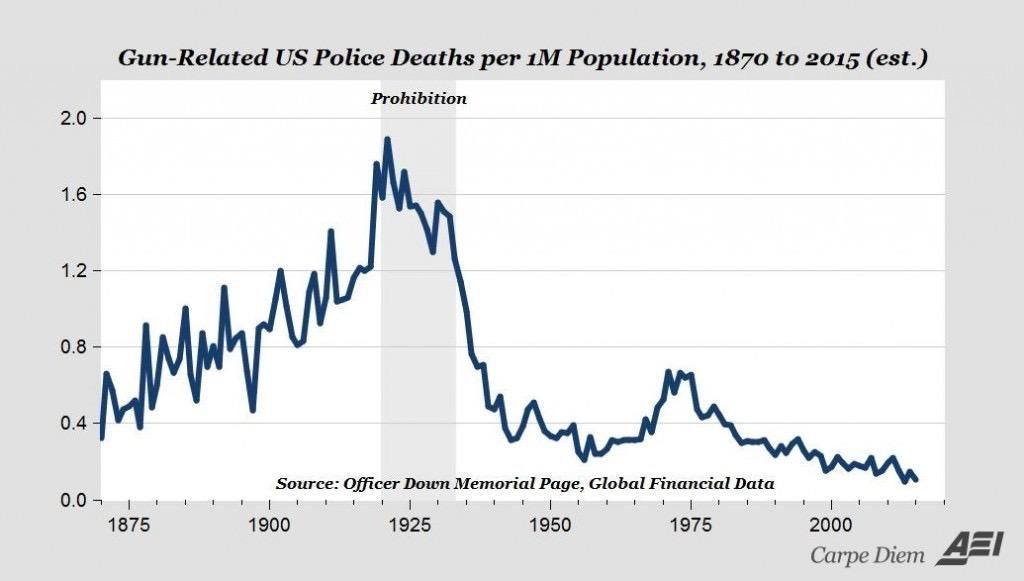 Gun-Related US Police Deaths per 1M Population, 1870 to 2015 (est.)
Prohibition
2.0
1.6
1.2
0.8
0.4
0.0
Source: Officer Down Memorial Page, Global Financial Data
1875 1900 1925 1950 1975 2000
Carpe Diem AEI